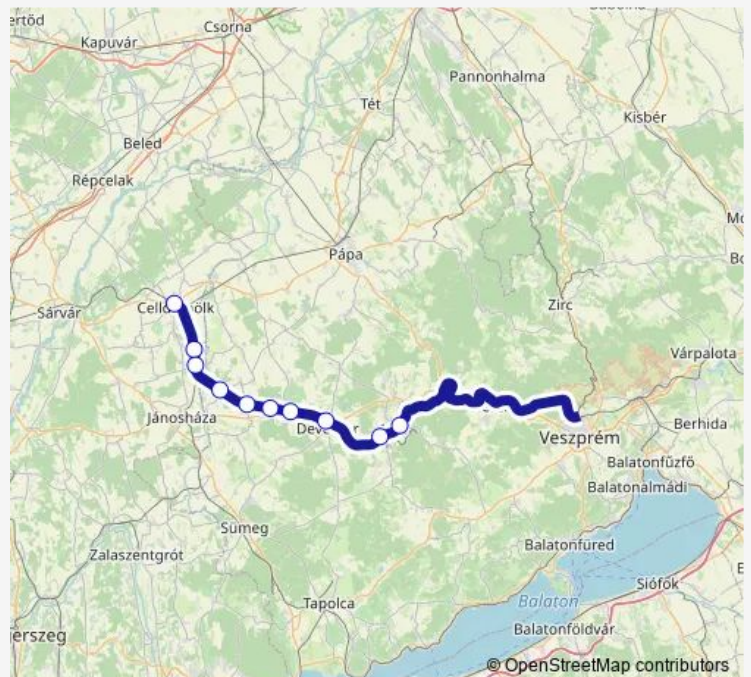 Csorna
Kapuvár
Pannonhalma
Tét
Kisbér
Beled
Répcelak
Pápa
Zirc
Sárvár
Várpalota
Jánosháza
Veszprém
Berhida
Balatonfűzfő
Balatonalmádi
Sümeg
Balatonfüred
Zalaszentgrót
Siófok
Tapolca
Balaton
Balatonföldvár
© OpenStreetMap contributors